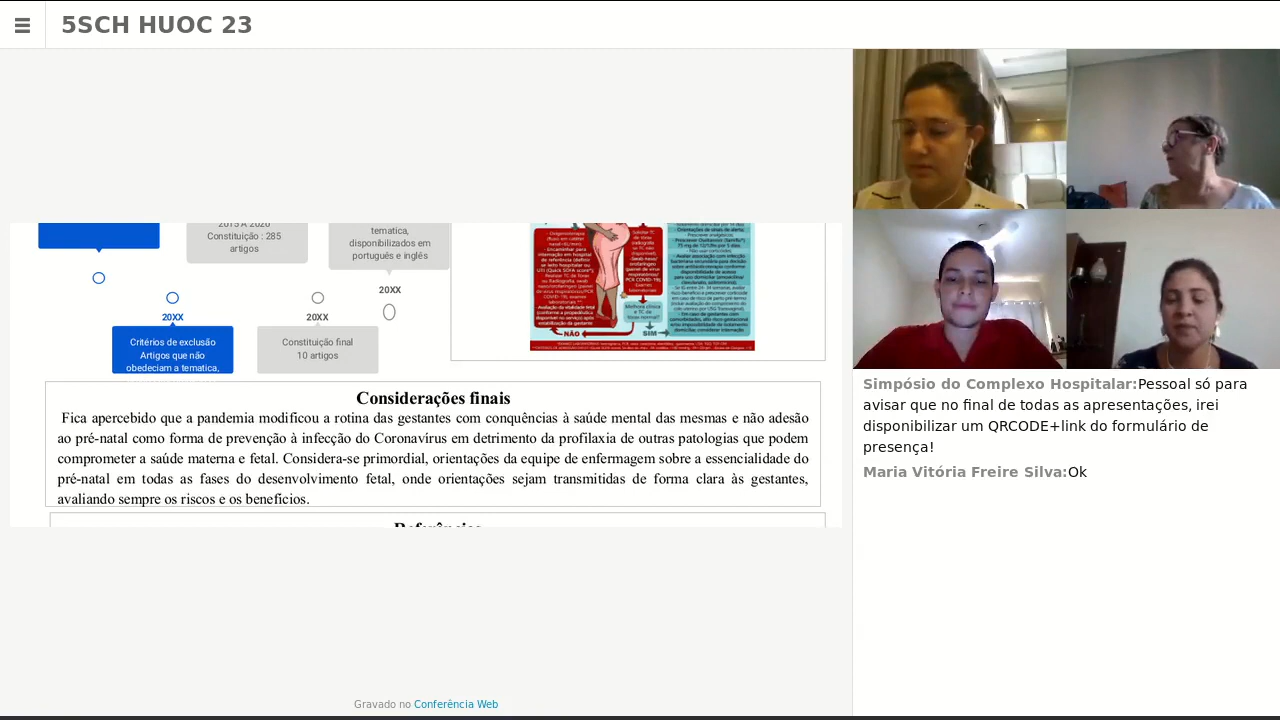 5SCH HUOC 23
2015 A 2020
Constituição : 285
artigos
tematica,
disponibilizados em
português e inglés
20XX
20XX
20XX
Critérios de exclusão
Artigos que não
obedeciam a tematica,
Constituição final
10 artigos
NÃO
SIM
Considerações finais
Fica apercebido que a pandemia modificou a rotina das gestantes com conquências à saúde mental das mesmas e não adesão
ao pré-natal como forma de prevenção à infecção do Coronavírus em detrimento da profilaxia de outras patologias que podem
comprometer a saúde materna e fetal. Considera-se primordial, orientações da equipe de enfermagem sobre a essencialidade do
pré-natal em todas as fases do desenvolvimento fetal, onde orientações sejam transmitidas de forma clara às gestantes,
avaliando sempre os riscos e os benefícios.
Referências
Gravado no Conferência Web
Simpósio do Complexo Hospitalar:Pessoal só para
avisar que no final de todas as apresentações, irei
disponibilizar um QRCODE+link do formulário de
presença!
Maria Vitória Freire Silva:Ok